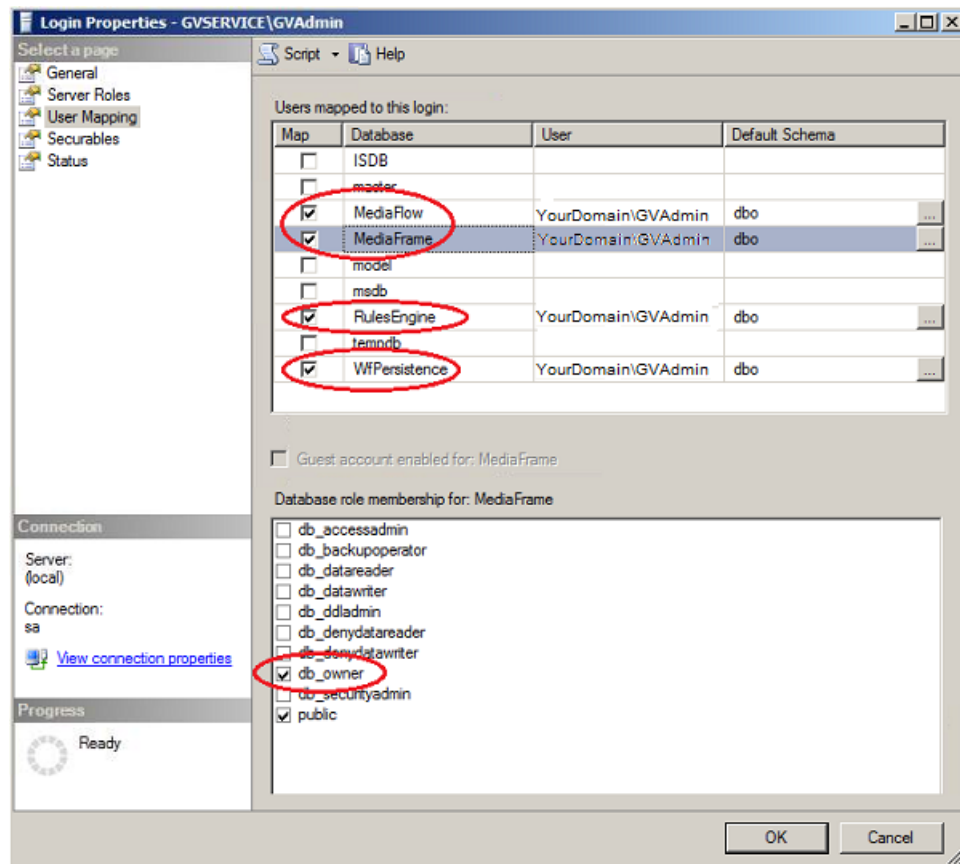 Login Properties - GVSERVICE\GVAdmin
Select a page
General
Server Roles
User Mapping
Securables
Status
Script Help
Users mapped to this login:
Map Database User Default Schema
ISDB
master
MediaFlow YourDomain\GVAdmin dbo ...
MediaFrame YourDomain\GVAdmin dbo ...
model
msdb
RulesEngine YourDomain\GVAdmin dbo ...
tempdb
WfPersistence YourDomain\GVAdmin dbo ...
Guest account enabled for: MediaFrame
Database role membership for: MediaFrame
db_accessadmin
db_backupoperator
db_datareader
db_datawriter
db_ddladmin
db_denydatareader
db_denydatawriter
db_owner
db_securityadmin
public
Connection
Server:
(local)
Connection:
sa
View connection properties
Progress
Ready
OK Cancel